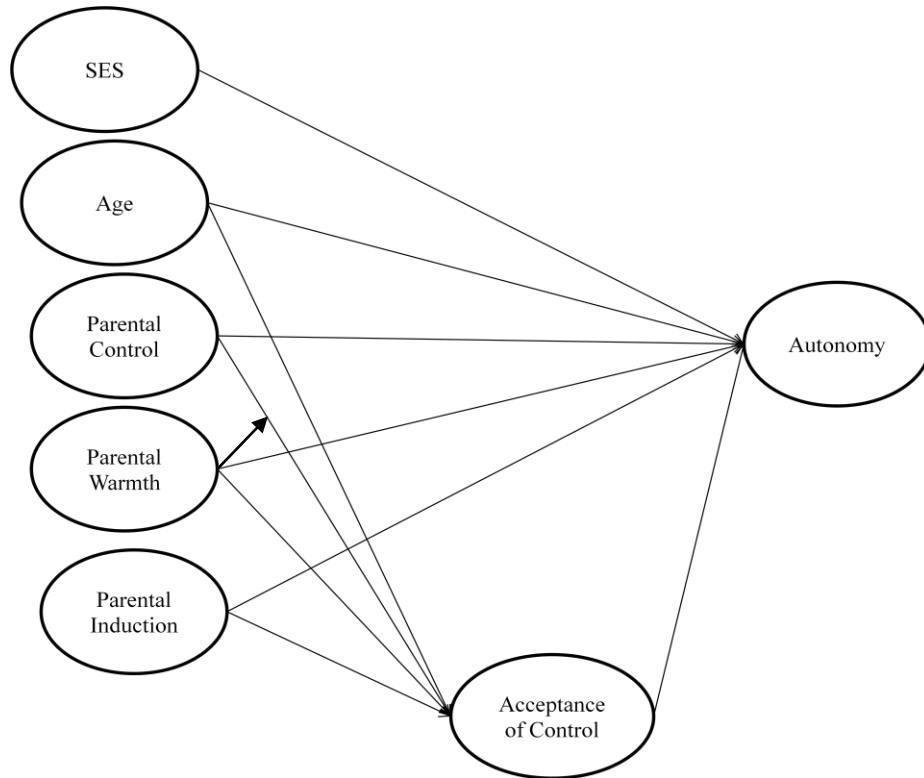 SES
Age
Parental
Control
Parental
Warmth
Parental
Induction
Autonomy
Acceptance
of Control